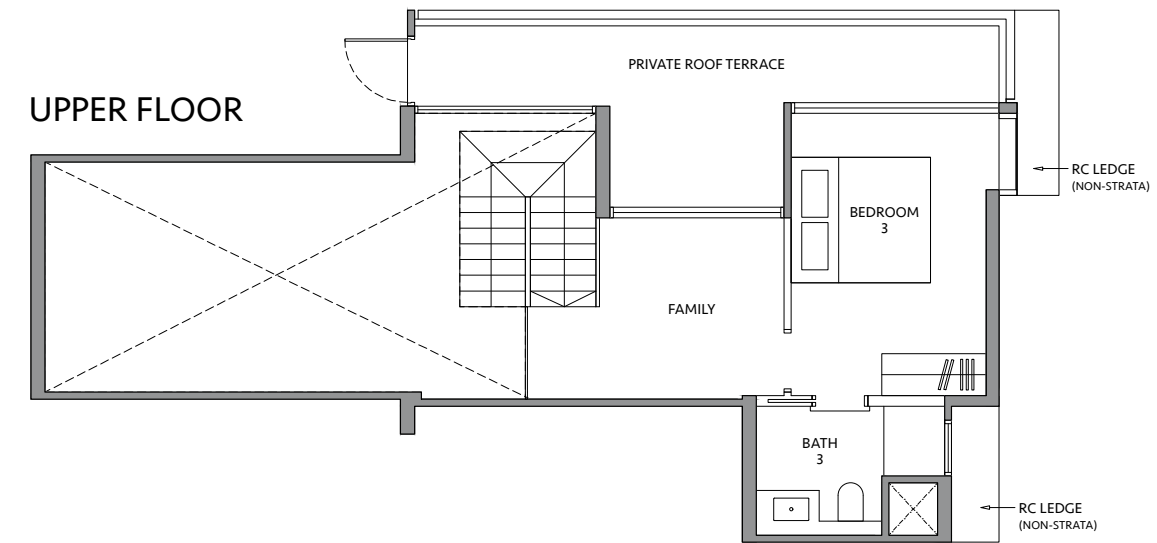 PRIVATE ROOF TERRACE
UPPER FLOOR
RC LEDGE
(NON-STRATA)
BEDROOM
3
FAMILY
BATH
3
RC LEDGE
(NON-STRATA)